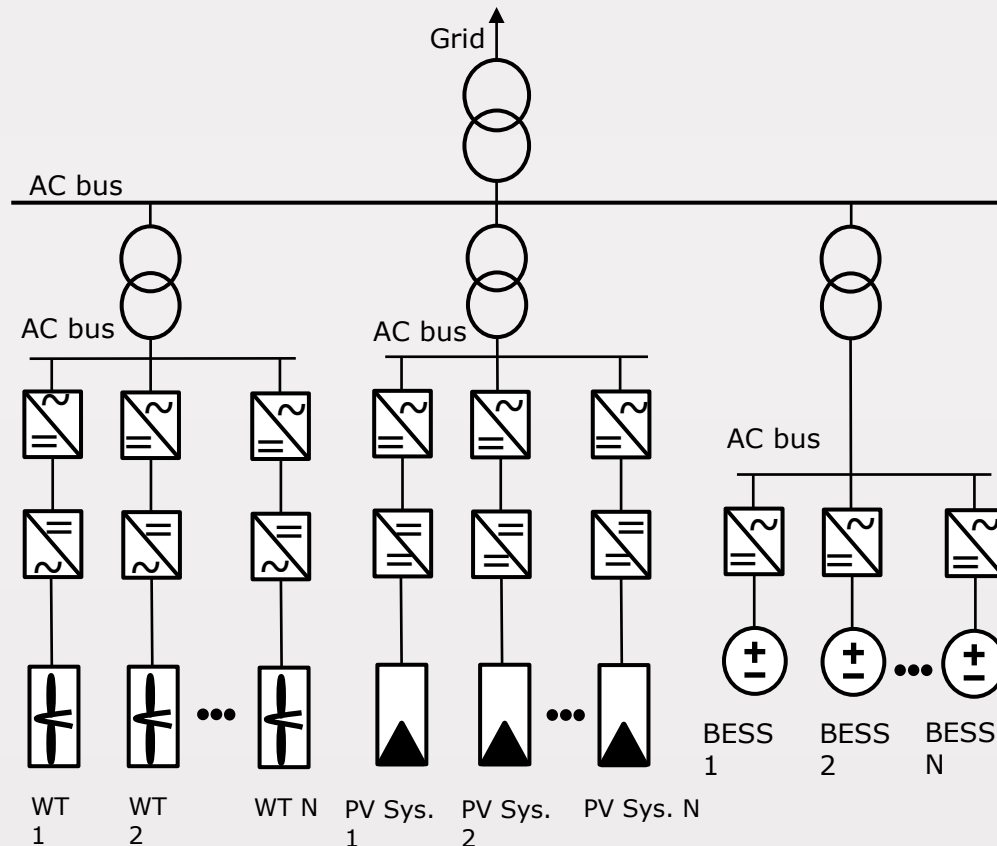 Grid
AC bus
AC bus
AC bus
AC bus
BESS
1
BESS
2
BESS
N
WT
1
WT
2
WT N
PV Sys.
1
PV Sys.
2
PV Sys. N